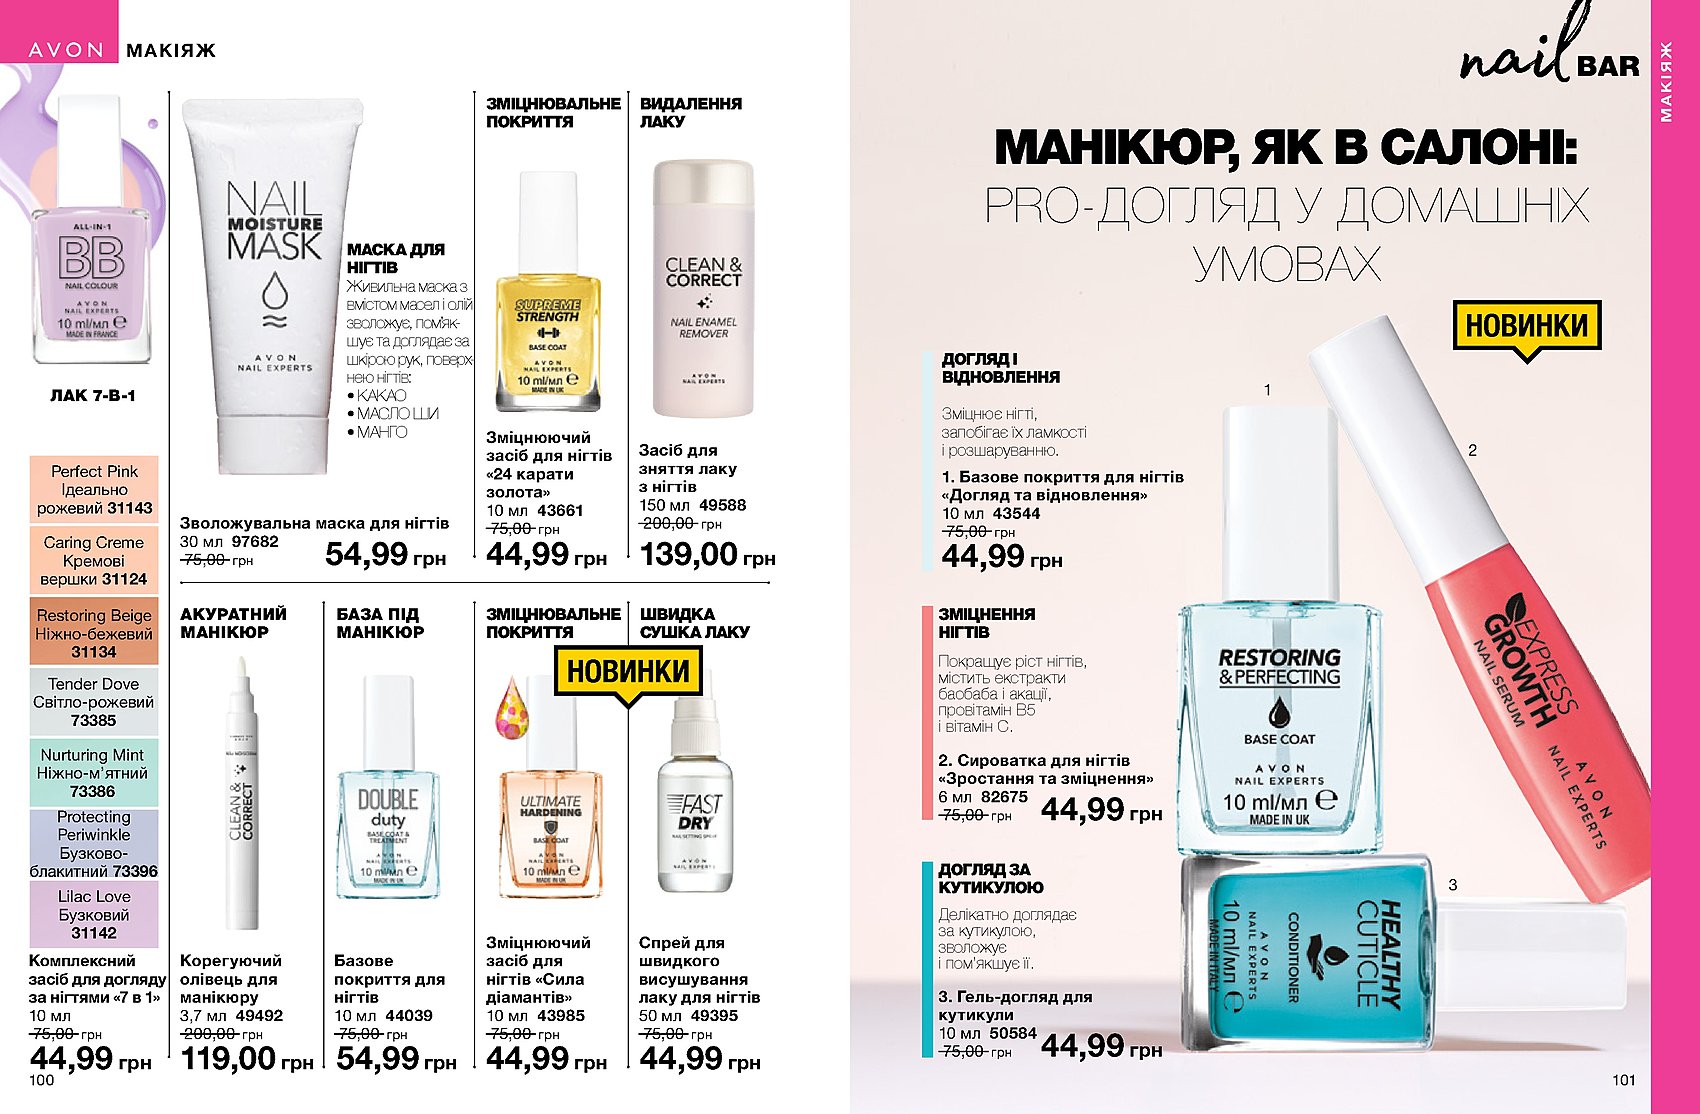 AVON МАКІЯЖ
ALL-IN-1
BB
NAIL COLOUR
AVON
NAIL EXPERTS
10 ml/мл ℮
MADE IN FRANCE
ЛАК 7-В-1
Perfect Pink
Ідеально
рожевий 31143
Caring Creme
Кремові
вершки 31124
Restoring Beige
Ніжно-бежевий
31134
Tender Dove
Світло-рожевий
73385
Nurturing Mint
Ніжно-м’ятний
73386
Protecting
Periwinkle
Бузково-
блакитний 73396
Lilac Love
Бузковий
31142
Комплексний
засіб для догляду
за нігтями «7 в 1»
10 мл
75,00 грн
44,99 грн
100
NAIL
MOISTURE
MASK
AVON
NAIL EXPERTS
МАСКА ДЛЯ
НІГТІВ
Живильна маска з
вмістом масел і олій
зволожує, пом’як-
шує та доглядає за
шкірою рук, поверх-
нею нігтів:
• КАКАО
• МАСЛО ШИ
• МАНГО
Зволожувальна маска для нігтів
30 мл 97682
75,00 грн
54,99 грн
ЗМІЦНЮВАЛЬНЕ
ПОКРИТТЯ
SUPREME
STRENGTH
BASE COAT
AVON
NAIL EXPERTS
10 ml/мл ℮
MADE IN UK
Зміцнюючий
засіб для нігтів
«24 карати
золота»
10 мл 43661
75,00 грн
44,99 грн
ВИДАЛЕННЯ
ЛАКУ
CLEAN &
CORRECT
NAIL ENAMEL
REMOVER
AVON
NAIL EXPERTS
Засіб для
зняття лаку
з нігтів
150 мл 49588
200,00 грн
139,00 грн
АКУРАТНИЙ
МАНІКЮР
CLEAN &
CORRECT
Корегуючий
олівець для
манікюру
3,7 мл 49492
200,00 грн
119,00 грн
БАЗА ПІД
МАНІКЮР
DOUBLE
duty
BASE COAT &
TREATMENT
AVON
NAIL EXPERTS
10 ml/мл ℮
MADE IN UK
Базове
покриття для
нігтів
10 мл 44039
75,00 грн
54,99 грн
ЗМІЦНЮВАЛЬНЕ
ПОКРИТТЯ
НОВИНКИ
ULTIMATE
HARDENING
BASE COAT
AVON
NAIL EXPERTS
10 ml/мл ℮
MADE IN UK
Зміцнюючий
засіб для
нігтів «Сила
діамантів»
10 мл 43985
75,00 грн
44,99 грн
ШВИДКА
СУШКА ЛАКУ
FAST
DRY
NAIL SETTING SPRAY
AVON
NAIL EXPERTS
Спрей для
швидкого
висушування
лаку для нігтів
50 мл 49395
75,00 грн
44,99 грн
nail BAR
МАКІЯЖ
МАНІКЮР, ЯК В САЛОНІ:
PRO-ДОГЛЯД У ДОМАШНІХ
УМОВАХ
НОВИНКИ
ДОГЛЯД І
ВІДНОВЛЕННЯ
Зміцнює нігті,
запобігає їх ламкості
і розшаруванню.
1. Базове покриття для нігтів
«Догляд та відновлення»
10 мл 43544
75,00 грн
44,99 грн
ЗМІЦНЕННЯ
НІГТІВ
Покращує ріст нігтів,
містить екстракти
баобаба і акації,
провітамін B5
і вітамін C.
2. Сироватка для нігтів
«Зростання та зміцнення»
6 мл 82675
75,00 грн
44,99 грн
ДОГЛЯД ЗА
КУТИКУЛОЮ
Делікатно доглядає
за кутикулою,
зволожує
і пом’якшує її.
3. Гель-догляд для
кутикули
10 мл 50584
75,00 грн
44,99 грн
1
RESTORING
& PERFECTING
BASE COAT
AVON
NAIL EXPERTS
10 ml/мл ℮
MADE IN UK
2
EXPRESS
GROWTH
NAIL SERUM
AVON
NAIL EXPERTS
3
HEALTHY
CUTICLE
CONDITIONER
AVON
NAIL EXPERTS
10 ml/мл ℮
MADE IN ITALY
101